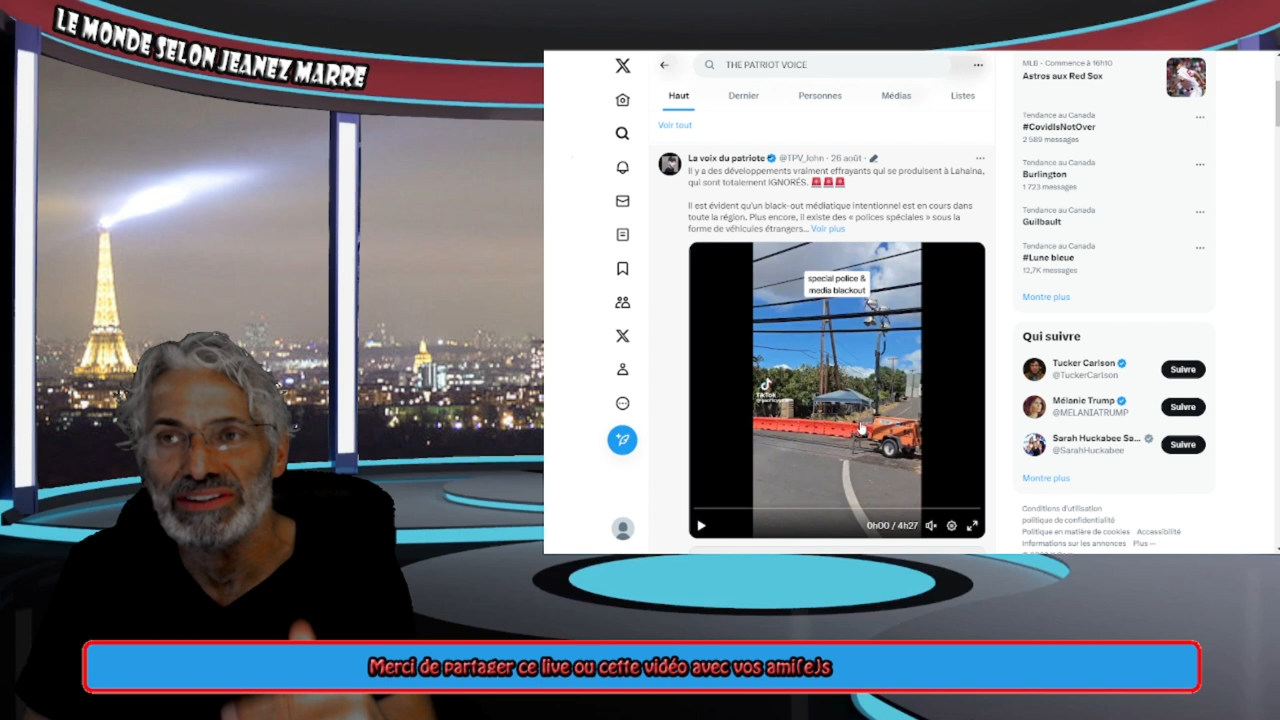 LE MONDE SELON JEANEZ MARRE
THE PATRIOT VOICE
Haut Dernier Personnes Médias Listes
Voir tout
La voix du patriote @TPV_John · 26 août ·
Il y a des développements vraiment effrayants qui se produisent à Lahaina,
qui sont totalement IGNORÉS. 🚨🚨🚨
Il est évident qu'un black-out médiatique intentionnel est en cours dans
toute la région. Plus encore, il existe des « polices spéciales » sous la
forme de véhicules étrangers... Voir plus
special police &
media blackout
TikTok
0h00 / 4h27
MLB · Commence à 16h10
Astros aux Red Sox
Tendance au Canada
#CovidIsNotOver
2 589 messages
Tendance au Canada
Burlington
1 723 messages
Tendance au Canada
Guilbault
Tendance au Canada
#Lune bleue
12,7K messages
Montre plus
Qui suivre
Tucker Carlson
@TuckerCarlson
Suivre
Mélanie Trump
@MELANIATRUMP
Suivre
Sarah Huckabee Sa...
@SarahHuckabee
Suivre
Montre plus
Conditions d'utilisation
politique de confidentialité
Politique en matière de cookies Accessibilité
Informations sur les annonces Plus —
Merci de partager ce live ou cette vidéo avec vos ami(e)s